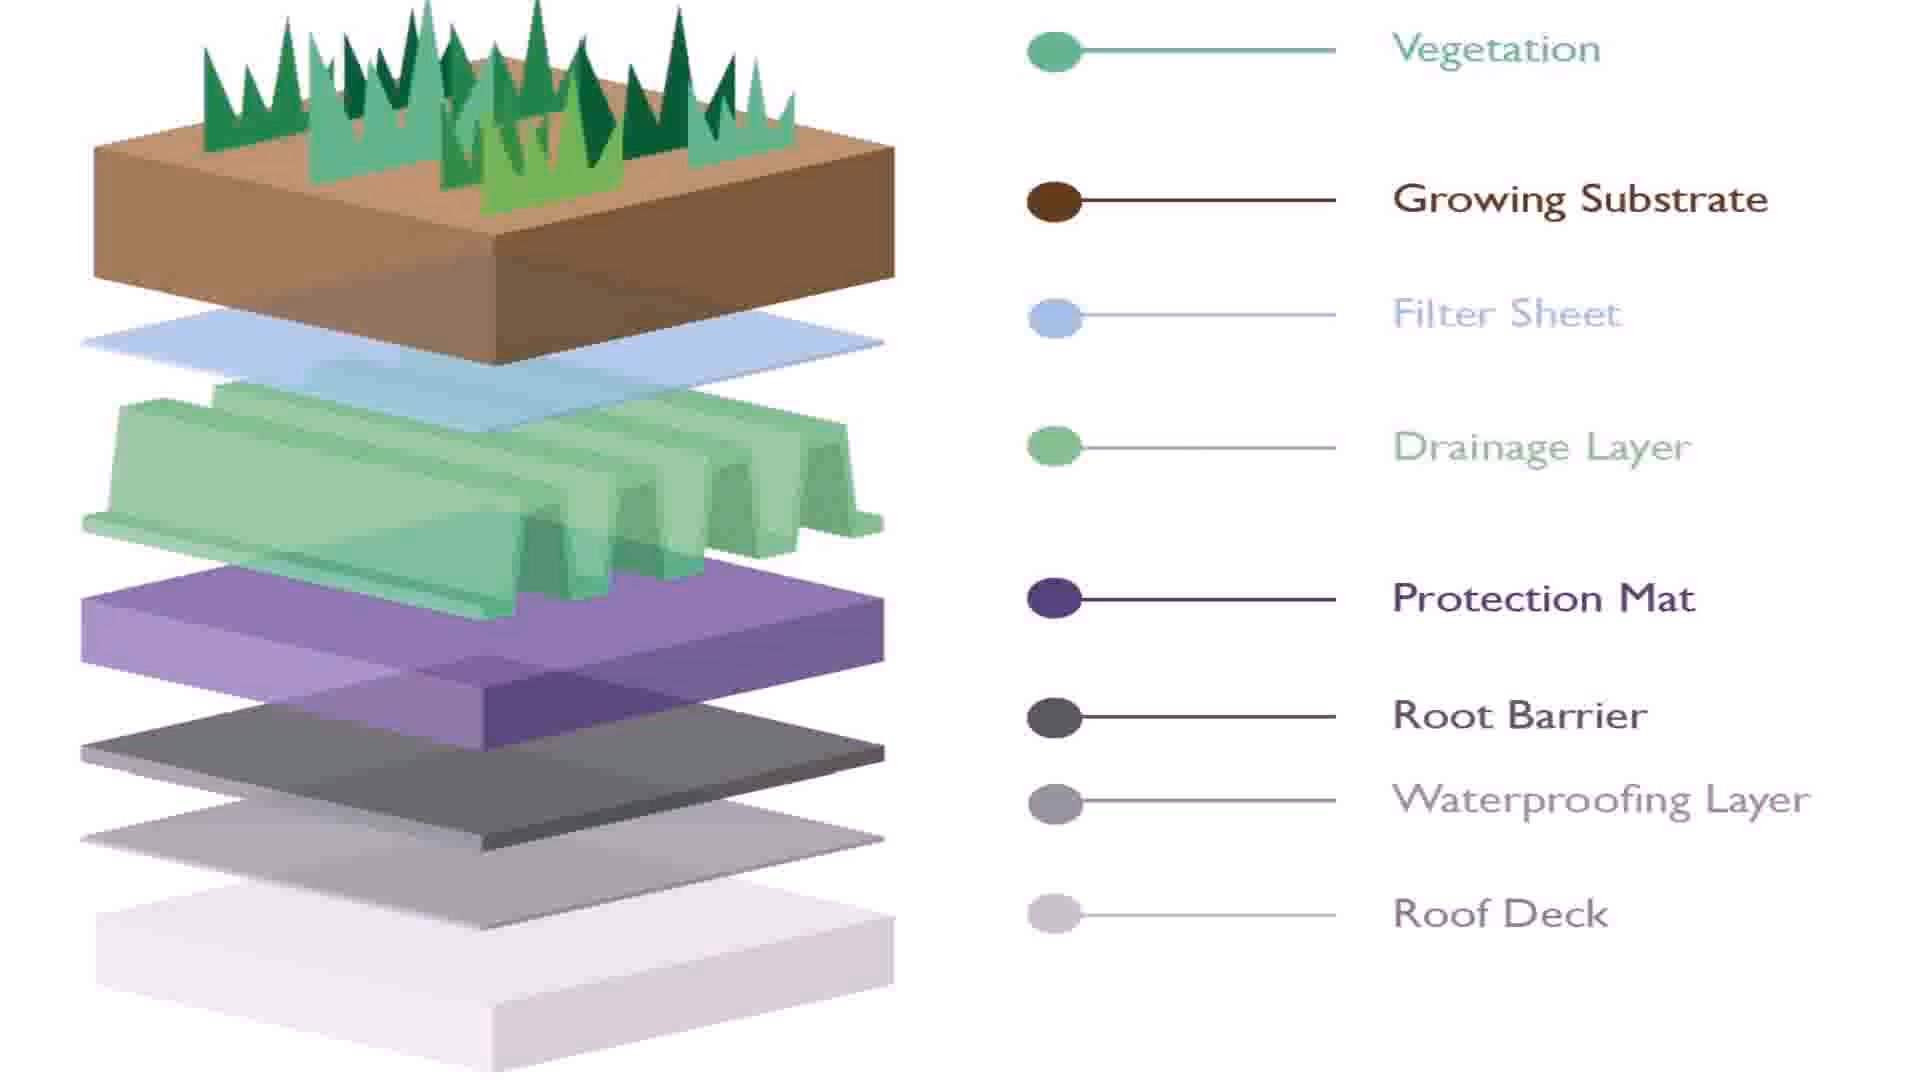 Vegetation
Growing Substrate
Filter Sheet
Drainage Layer
Protection Mat
Root Barrier
Waterproofing Layer
Roof Deck